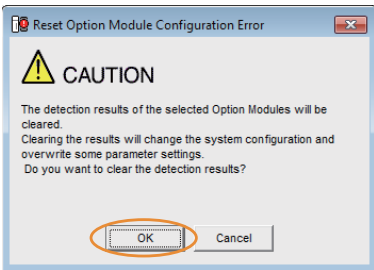 Reset Option Module Configuration Error
CAUTION
The detection results of the selected Option Modules will be
cleared.
Clearing the results will change the system configuration and
overwrite some parameter settings.
Do you want to clear the detection results?
OK Cancel